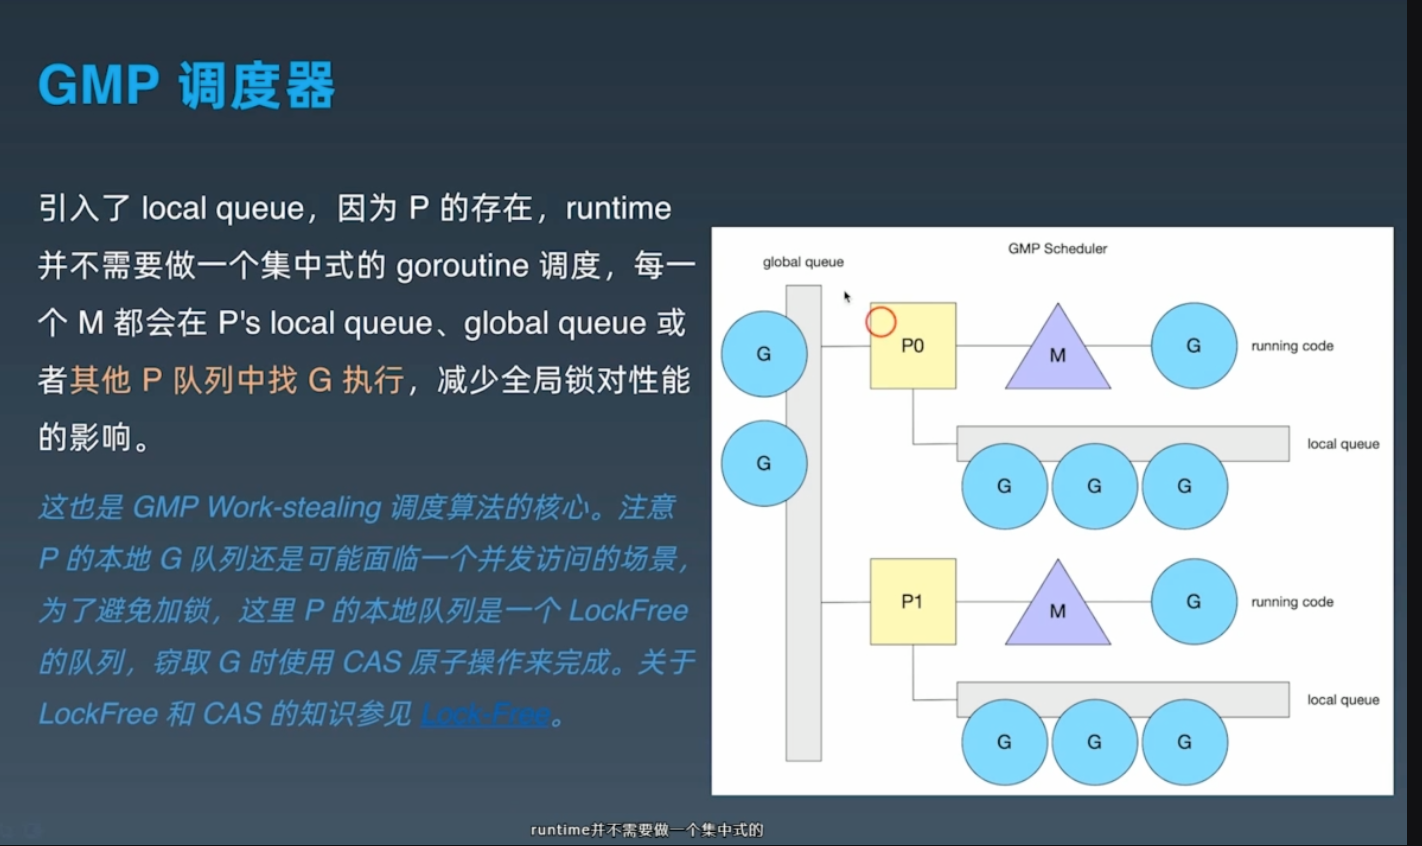 GMP 调度器
引入了 local queue，因为 P 的存在，runtime
并不需要做一个集中式的 goroutine 调度，每一
个 M 都会在 P's local queue、global queue 或
者其他 P 队列中找 G 执行，减少全局锁对性能
的影响。
这也是 GMP Work-stealing 调度算法的核心。注意
P 的本地 G 队列还是可能面临一个并发访问的场景，
为了避免加锁，这里 P 的本地队列是一个 LockFree
的队列，窃取 G 时使用 CAS 原子操作来完成。关于
LockFree 和 CAS 的知识参见 Lock-Free。
GMP Scheduler
global queue
G
P0
M
G
running code
G
local queue
G
G
G
P1
M
G
running code
local queue
G
G
G
runtime并不需要做一个集中式的